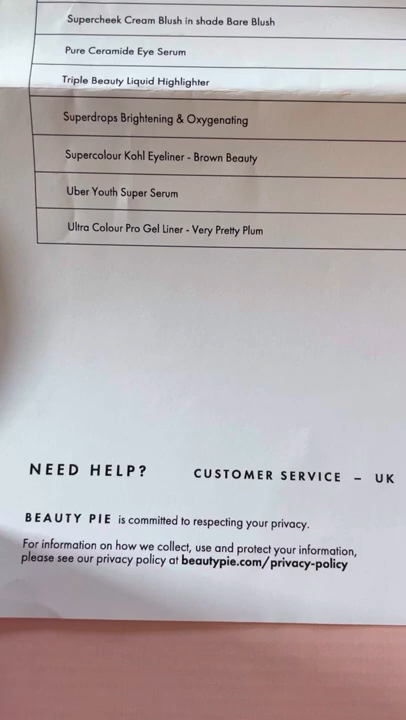 Supercheek Cream Blush in shade Bare Blush
Pure Ceramide Eye Serum
Triple Beauty Liquid Highlighter
Superdrops Brightening & Oxygenating
Supercolour Kohl Eyeliner - Brown Beauty
Uber Youth Super Serum
Ultra Colour Pro Gel Liner - Very Pretty Plum
NEED HELP? CUSTOMER SERVICE – UK
BEAUTY PIE is committed to respecting your privacy.
For information on how we collect, use and protect your information,
please see our privacy policy at beautypie.com/privacy-policy